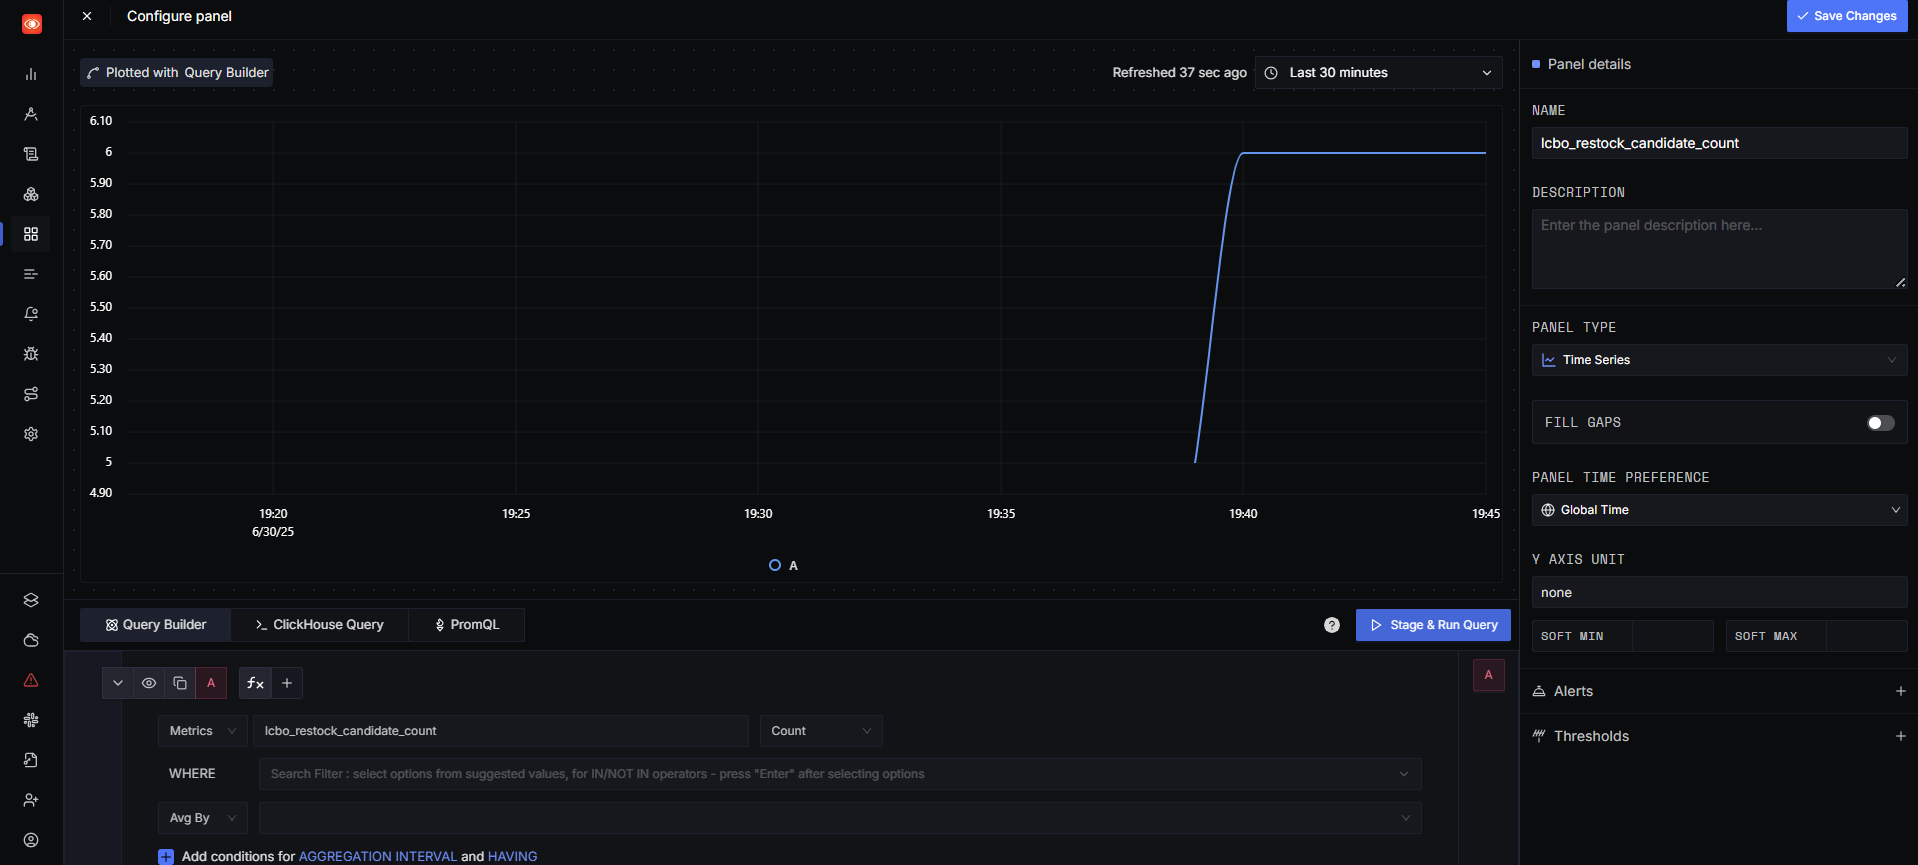 Configure panel
Save Changes
Plotted with Query Builder
Refreshed 37 sec ago
Last 30 minutes
6.10
6
5.90
5.80
5.70
5.60
5.50
5.40
5.30
5.20
5.10
5
4.90
19:20
19:25
19:30
19:35
19:40
19:45
6/30/25
A
Query Builder
ClickHouse Query
PromQL
?
Stage & Run Query
A
fx
+
A
Metrics
lcbo_restock_candidate_count
Count
WHERE
Search Filter : select options from suggested values, for IN/NOT IN operators - press "Enter" after selecting options
Avg By
Add conditions for AGGREGATION INTERVAL and HAVING
Panel details
NAME
lcbo_restock_candidate_count
DESCRIPTION
Enter the panel description here...
PANEL TYPE
Time Series
FILL GAPS
PANEL TIME PREFERENCE
Global Time
Y AXIS UNIT
none
SOFT MIN
SOFT MAX
Alerts
Thresholds